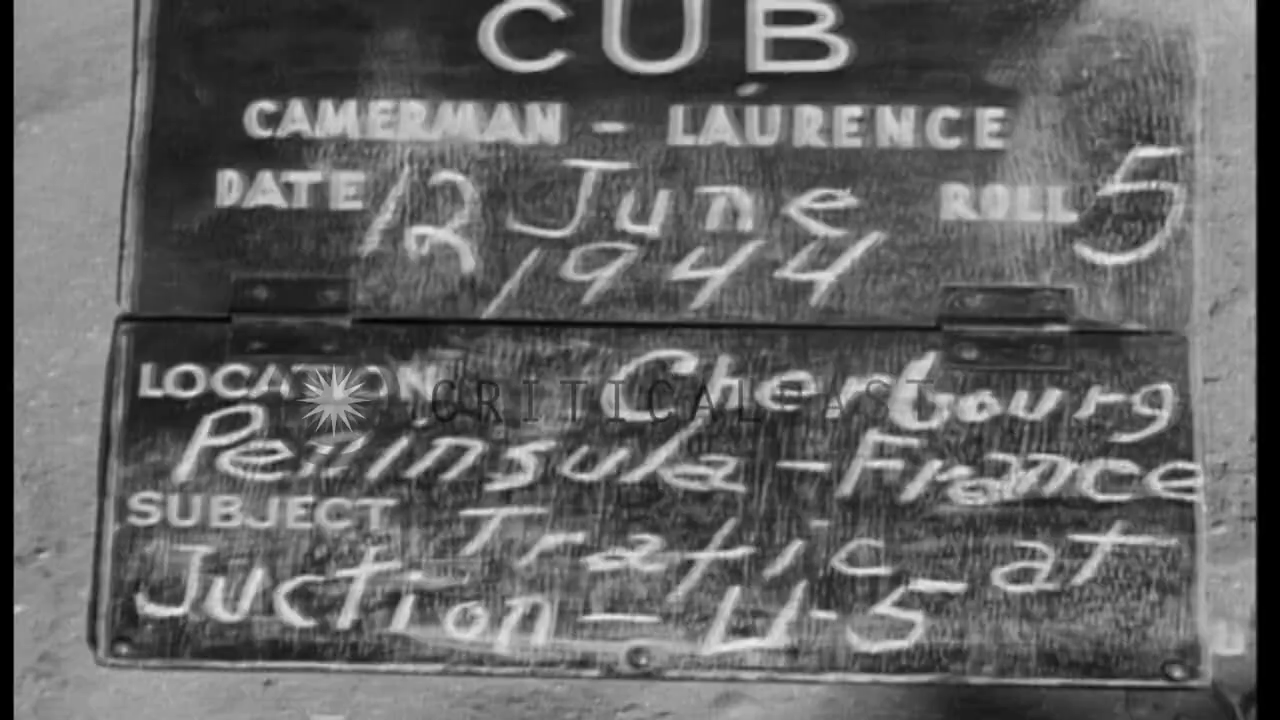 CUB
CAMERMAN - LAURENCE
DATE 12 June ROLL 5
1944
LOCATION Cherbourg
Peninsula - France
SUBJECT Trafic at
Juction - U-S
CRITICALPAST